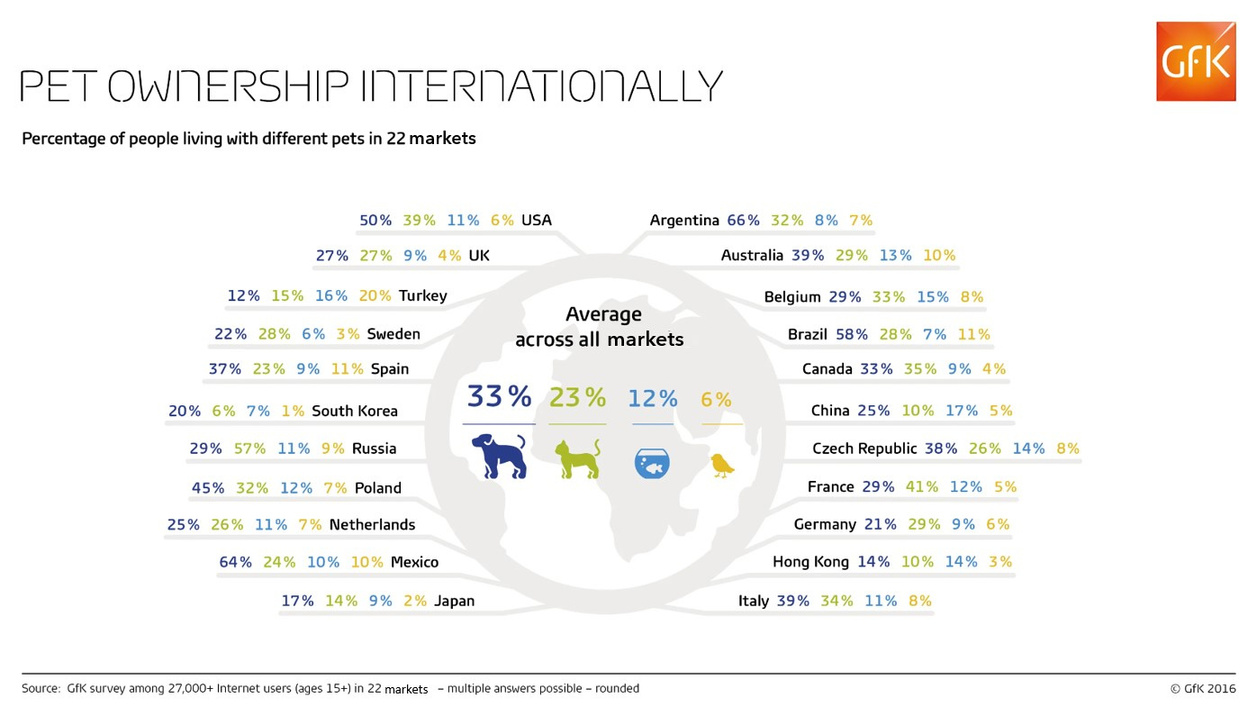 GfK
PET OWNERSHIP INTERNATIONALLY
Percentage of people living with different pets in 22 markets
50% 39% 11% 6% USA
27% 27% 9% 4% UK
12% 15% 16% 20% Turkey
22% 28% 6% 3% Sweden
37% 23% 9% 11% Spain
20% 6% 7% 1% South Korea
29% 57% 11% 9% Russia
45% 32% 12% 7% Poland
25% 26% 11% 7% Netherlands
64% 24% 10% 10% Mexico
17% 14% 9% 2% Japan
Average
across all markets
33% 23% 12% 6%
Argentina 66% 32% 8% 7%
Australia 39% 29% 13% 10%
Belgium 29% 33% 15% 8%
Brazil 58% 28% 7% 11%
Canada 33% 35% 9% 4%
China 25% 10% 17% 5%
Czech Republic 38% 26% 14% 8%
France 29% 41% 12% 5%
Germany 21% 29% 9% 6%
Hong Kong 14% 10% 14% 3%
Italy 39% 34% 11% 8%
Source: GfK survey among 27,000+ Internet users (ages 15+) in 22 markets – multiple answers possible – rounded
© GfK 2016